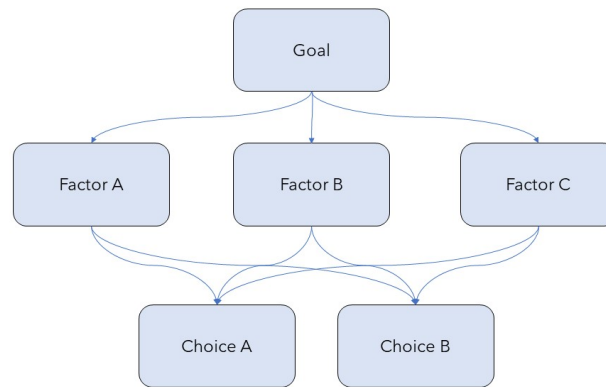 Goal
Factor A
Factor B
Factor C
Choice A
Choice B